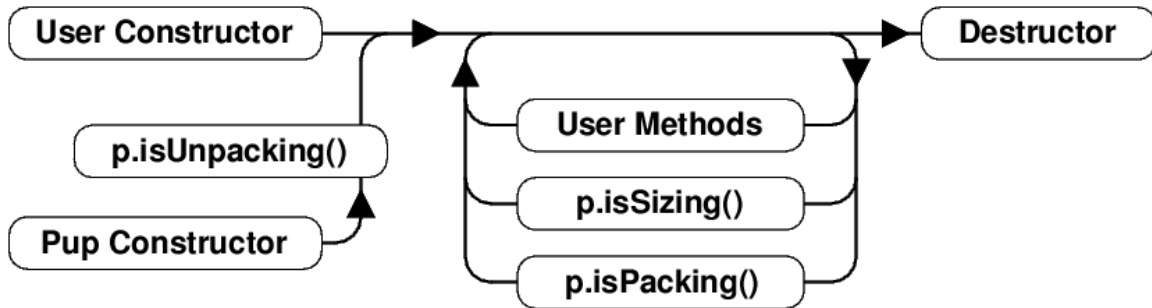 User Constructor
Destructor
User Methods
p.isUnpacking()
p.isSizing()
Pup Constructor
p.isPacking()